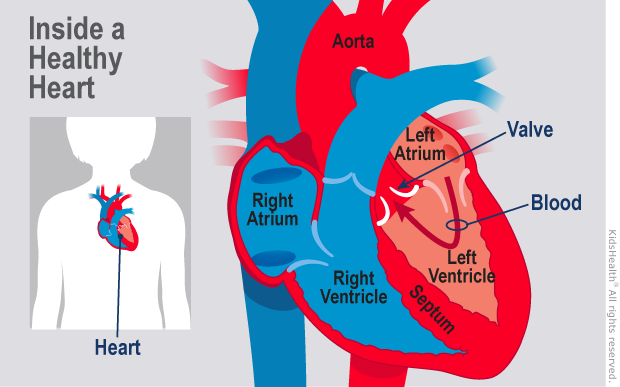 Inside a
Healthy
Heart
Aorta
Left
Atrium
Valve
Blood
Right
Atrium
Left
Ventricle
Right
Ventricle
Septum
Heart
KidsHealth® All rights reserved.